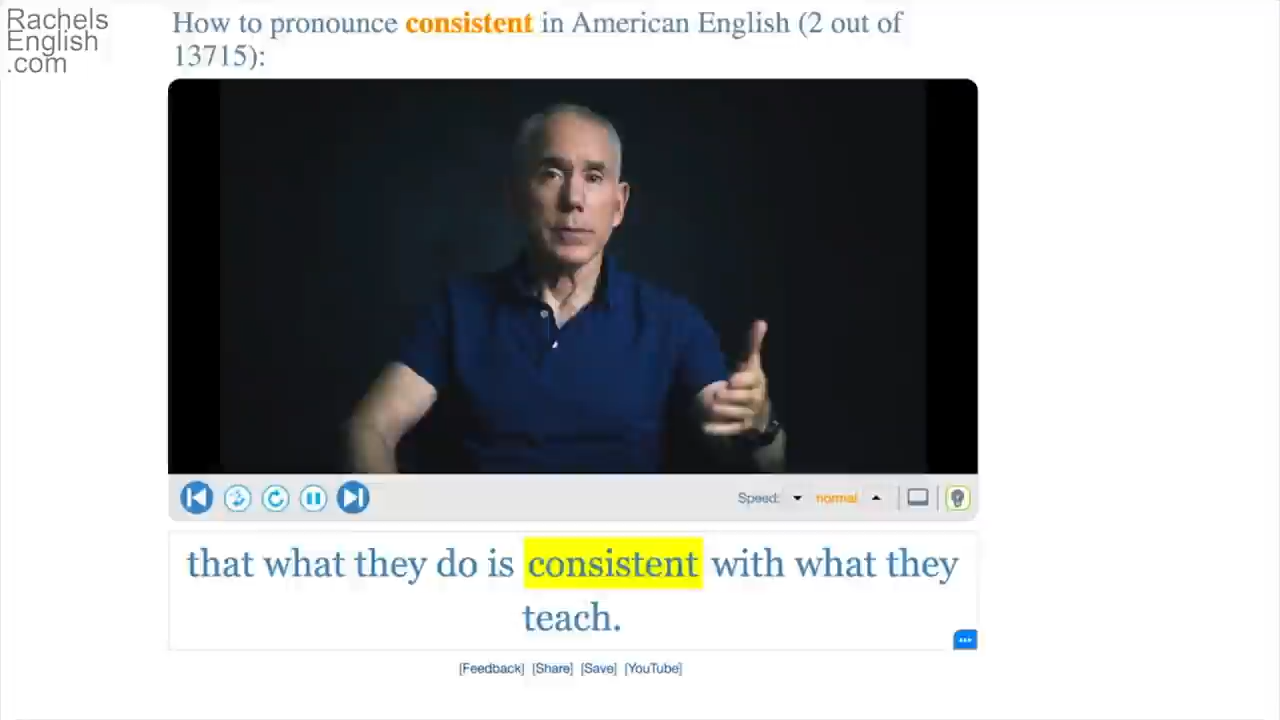 Rachels
English
.com
How to pronounce consistent in American English (2 out of
13715):
Speed: normal
that what they do is consistent with what they
teach.
[Feedback] [Share] [Save] [YouTube]